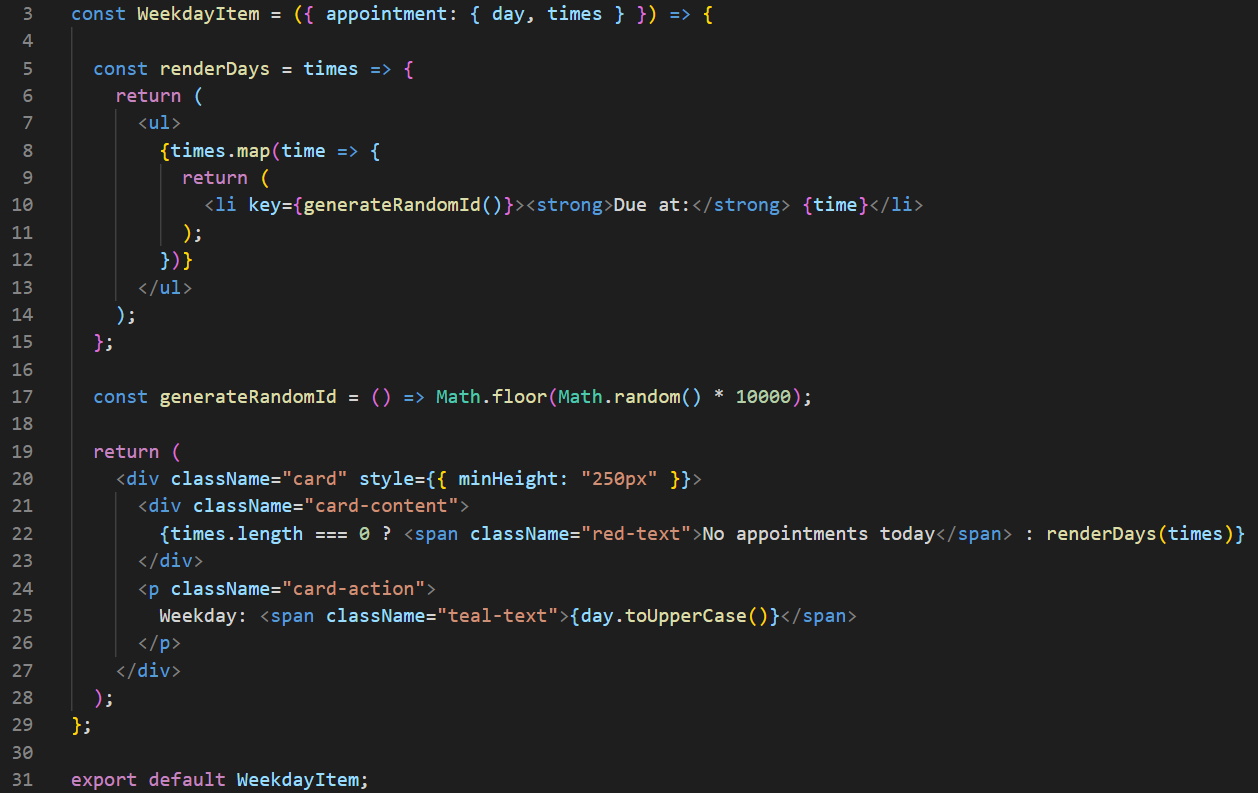 3 const WeekdayItem = ({ appointment: { day, times } }) => {
4
5   const renderDays = times => {
6     return (
7       <ul>
8         {times.map(time => {
9           return (
10             <li key={generateRandomId()}><strong>Due at:</strong> {time}</li>
11           );
12         })}
13       </ul>
14     );
15   };
16
17   const generateRandomId = () => Math.floor(Math.random() * 10000);
18
19   return (
20     <div className="card" style={{ minHeight: "250px" }}>
21       <div className="card-content">
22         {times.length === 0 ? <span className="red-text">No appointments today</span> : renderDays(times)}
23       </div>
24       <p className="card-action">
25         Weekday: <span className="teal-text">{day.toUpperCase()}</span>
26       </p>
27     </div>
28   );
29 };
30
31 export default WeekdayItem;